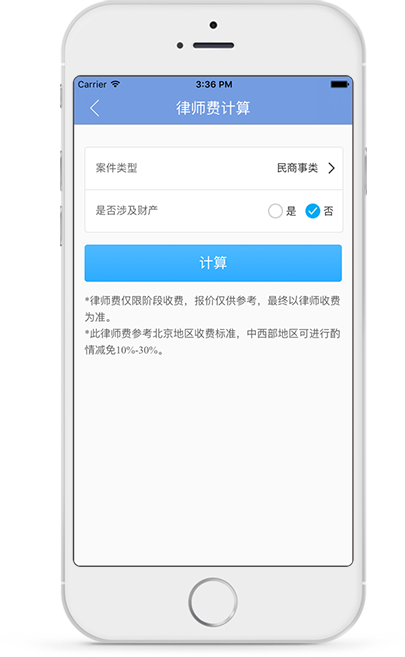 Carrier 3:36 PM
律师费计算
案件类型 民商事类
是否涉及财产 是 否
计算
*律师费仅限阶段收费，报价仅供参考，最终以律师收费
为准。
*此律师费参考北京地区收费标准，中西部地区可进行酌
情减免10%-30%。